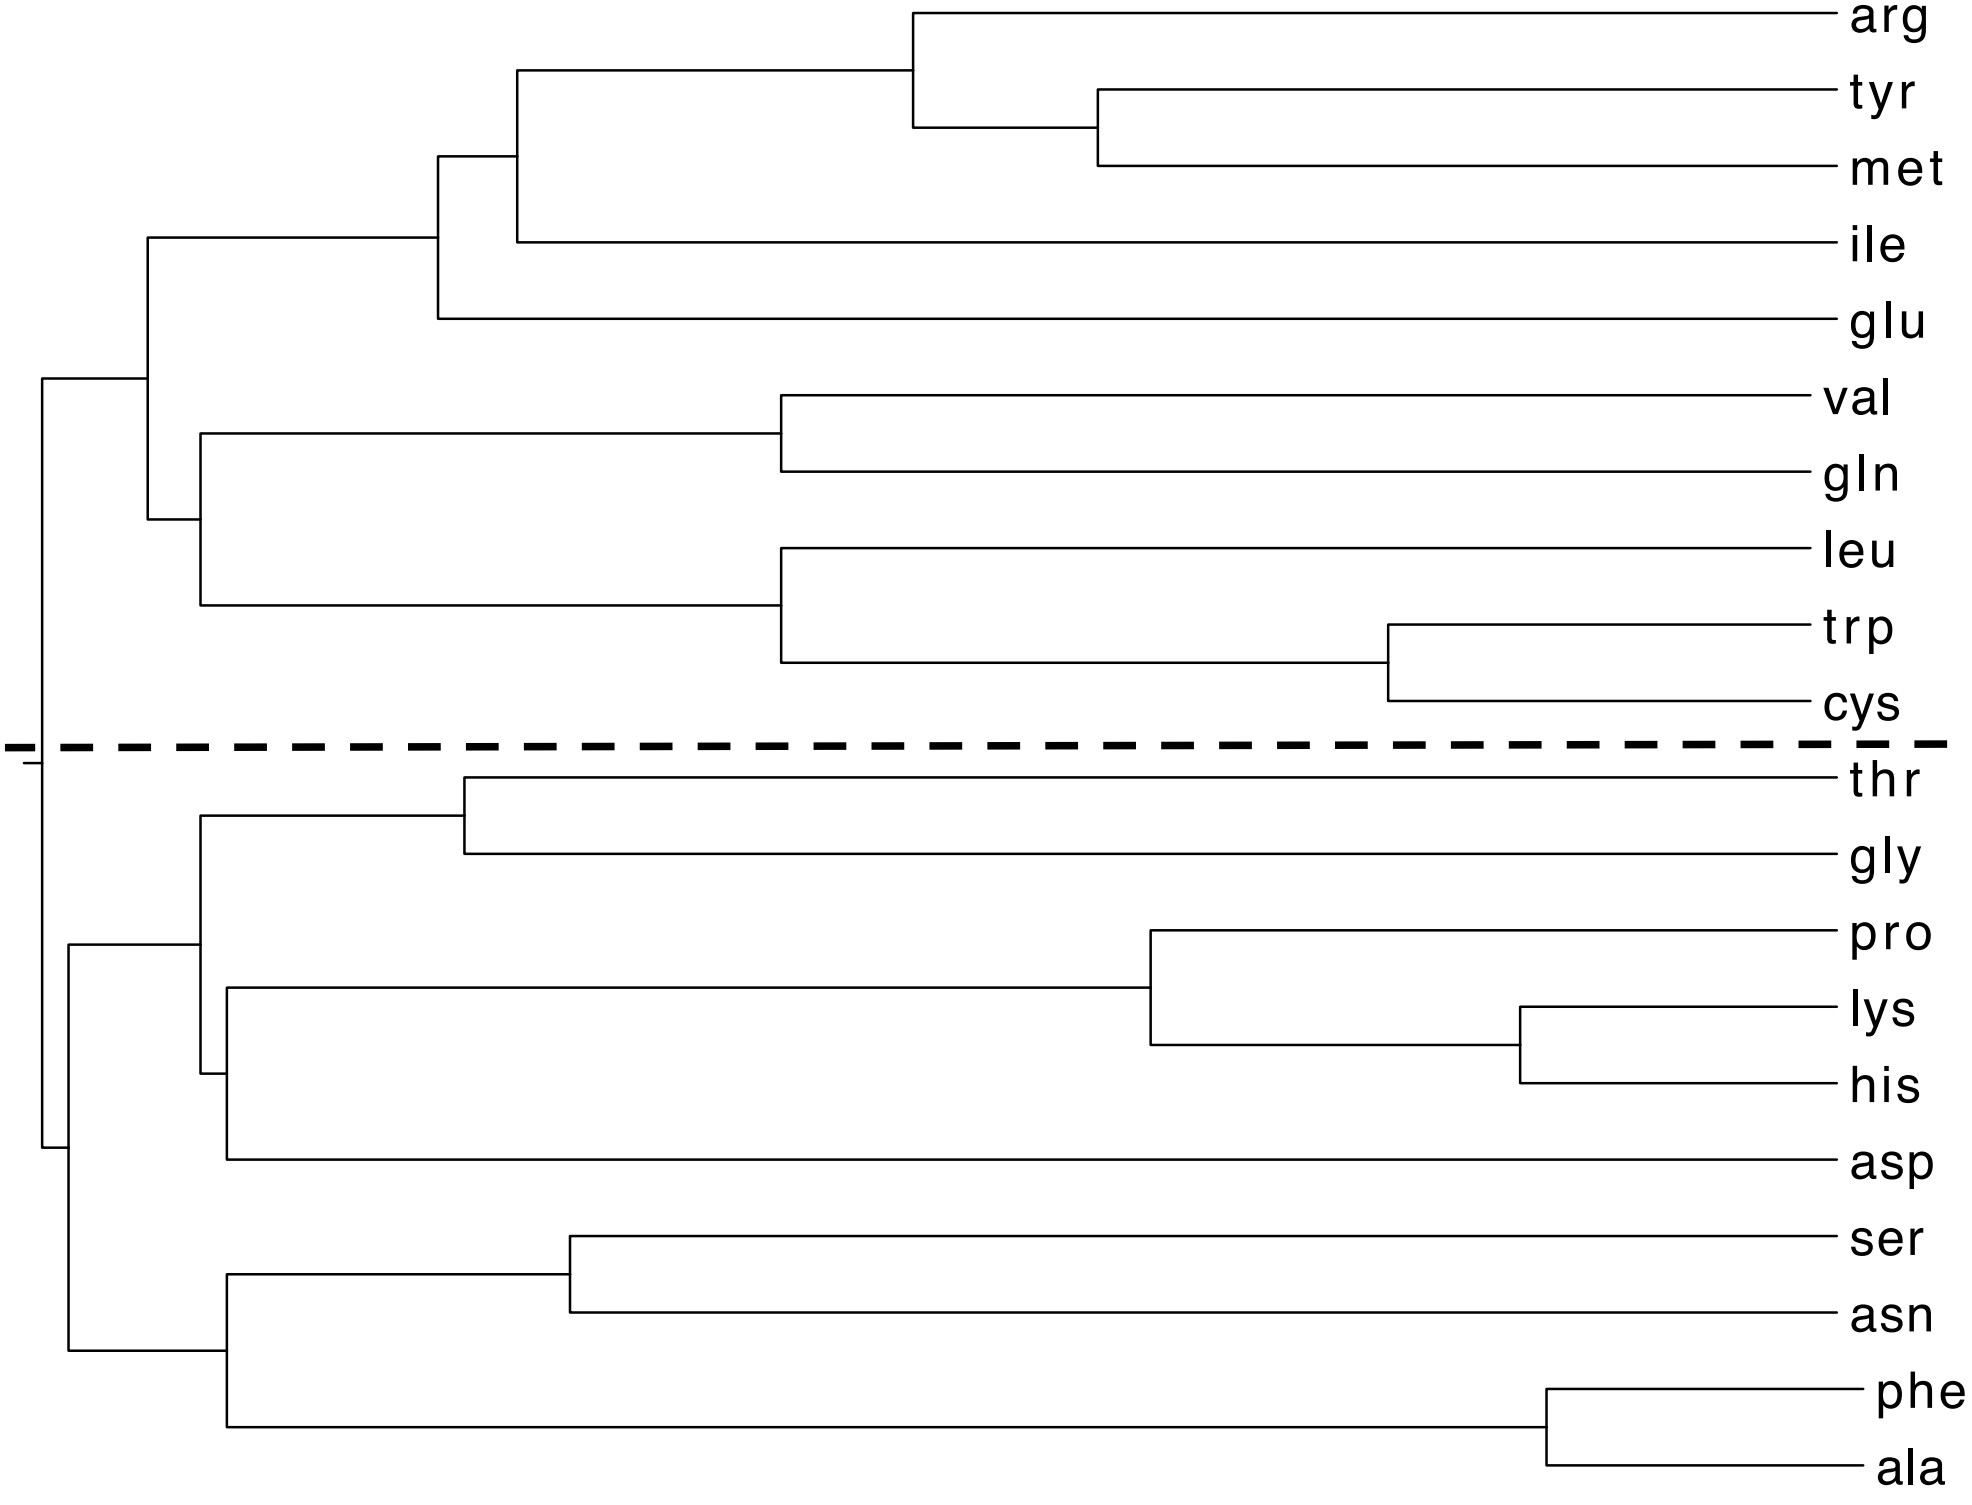 arg
tyr
met
ile
glu
val
gln
leu
trp
cys
thr
gly
pro
lys
his
asp
ser
asn
phe
ala